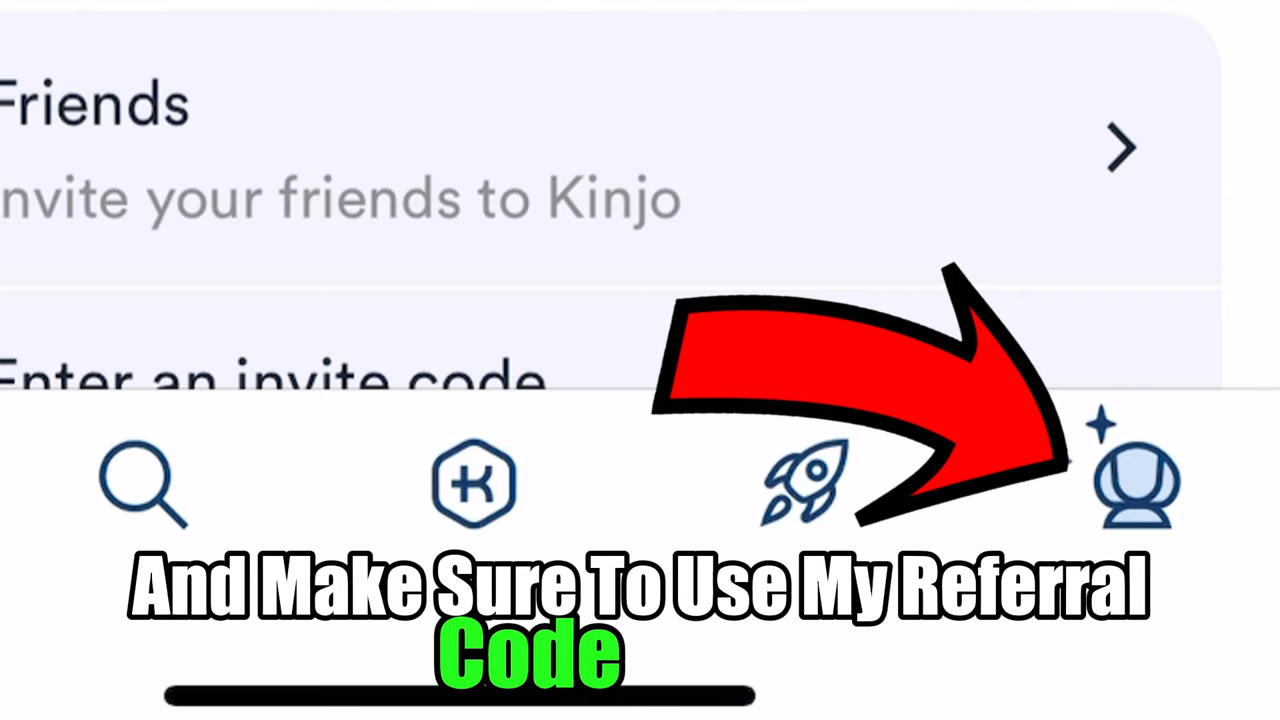 Friends
nvite your friends to Kinjo
Enter an invite code
K
And Make Sure To Use My Referral
Code